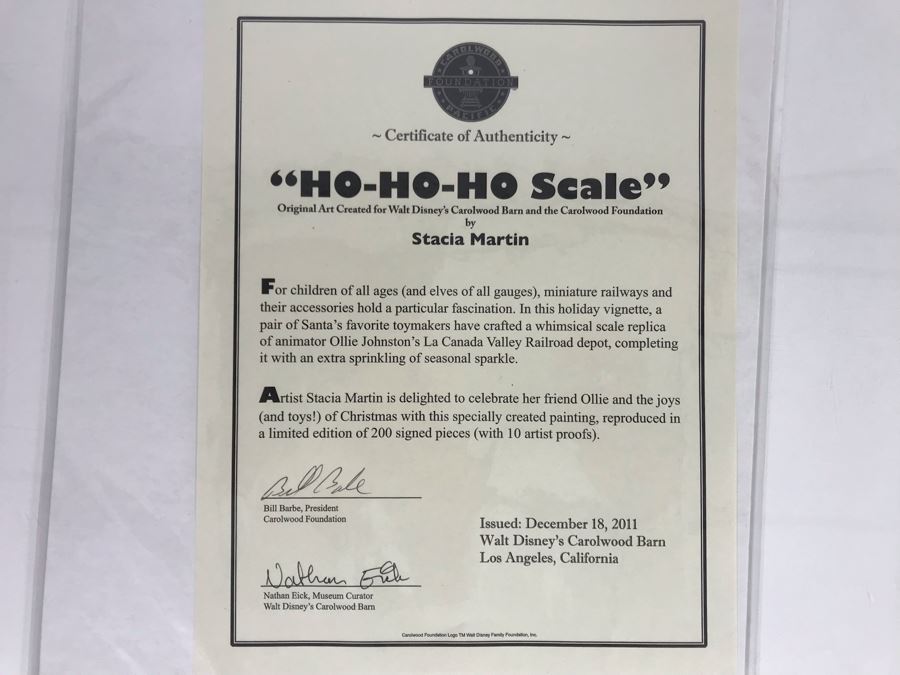 CAROLWOOD
FOUNDATION
PACIFIC
~ Certificate of Authenticity ~
“HO-HO-HO Scale”
Original Art Created for Walt Disney’s Carolwood Barn and the Carolwood Foundation
by
Stacia Martin
For children of all ages (and elves of all gauges), miniature railways and
their accessories hold a particular fascination. In this holiday vignette, a
pair of Santa’s favorite toymakers have crafted a whimsical scale replica
of animator Ollie Johnston’s La Canada Valley Railroad depot, completing
it with an extra sprinkling of seasonal sparkle.
Artist Stacia Martin is delighted to celebrate her friend Ollie and the joys
(and toys!) of Christmas with this specially created painting, reproduced in
a limited edition of 200 signed pieces (with 10 artist proofs).
Bill Barbe
Bill Barbe, President
Carolwood Foundation
Issued: December 18, 2011
Walt Disney’s Carolwood Barn
Los Angeles, California
Nathan Eick
Nathan Eick, Museum Curator
Walt Disney’s Carolwood Barn
Carolwood Foundation Logo TM Walt Disney Family Foundation, Inc.